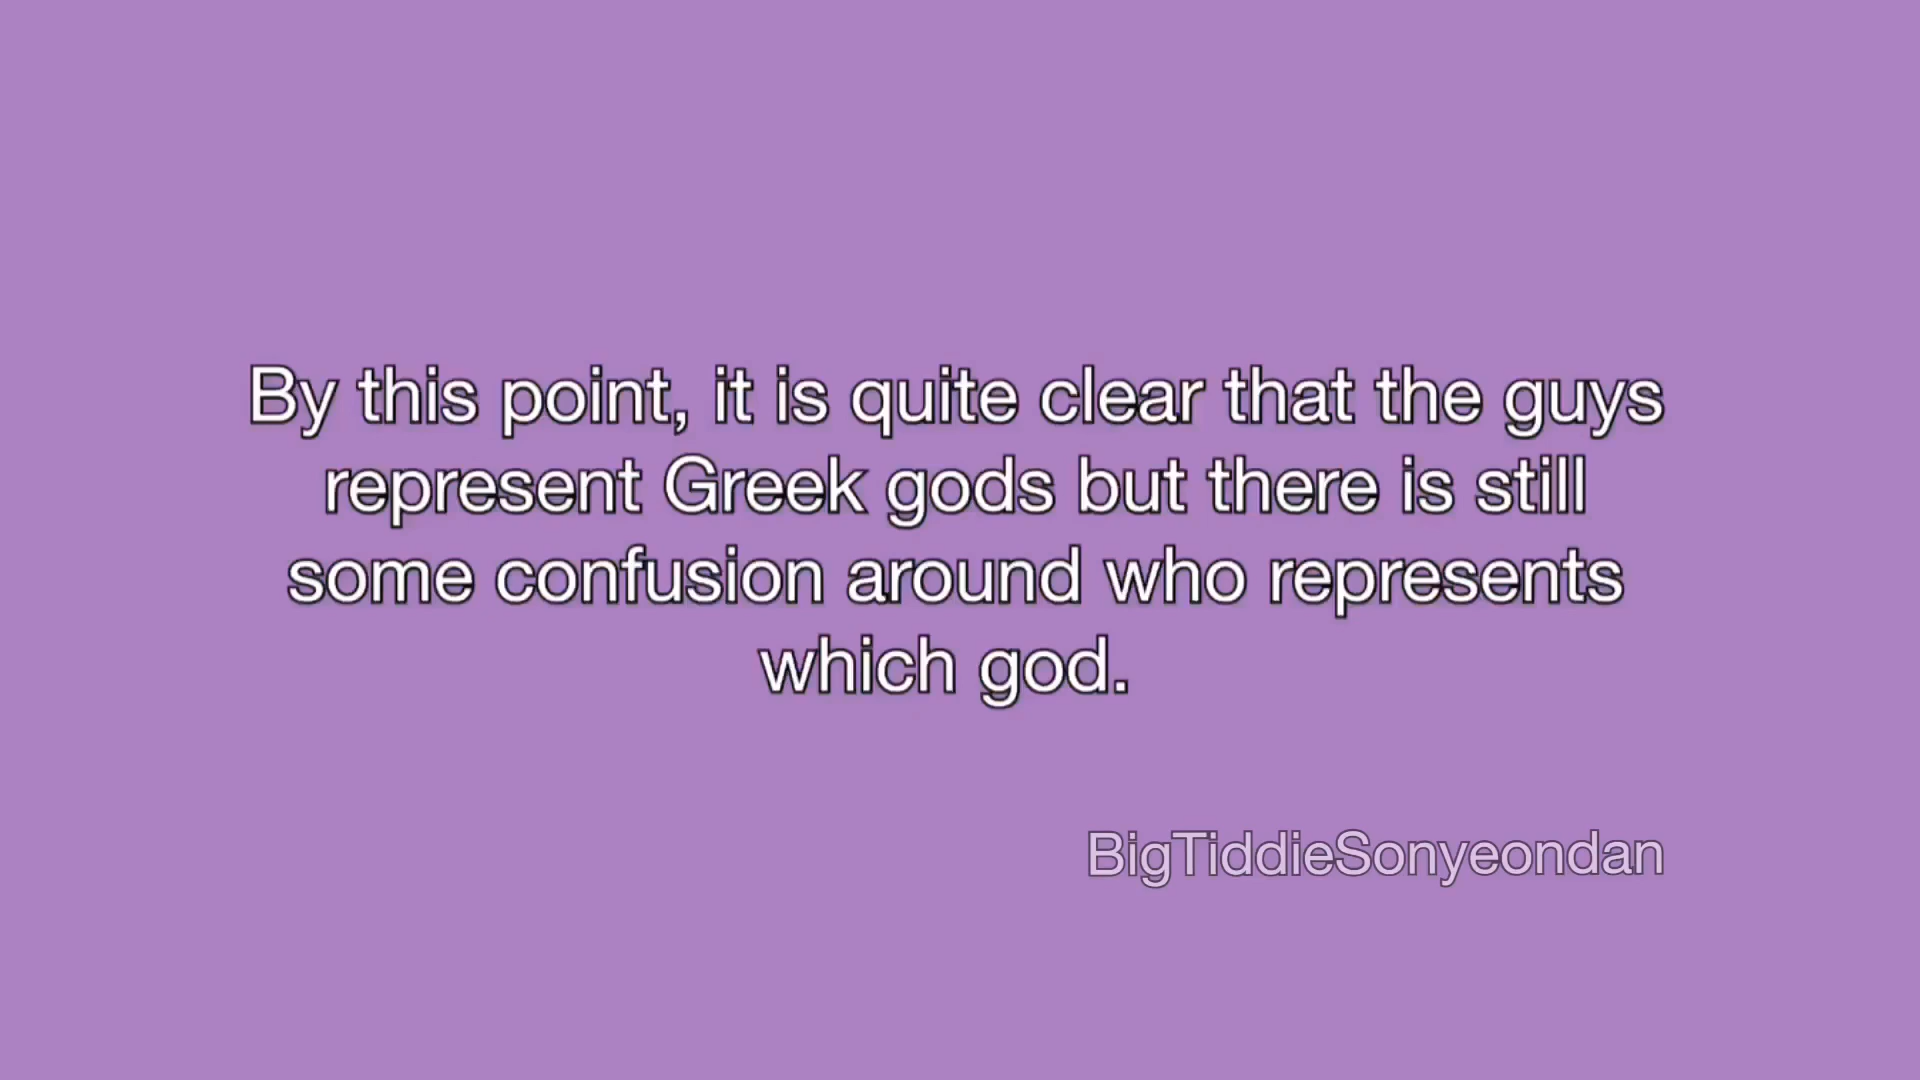 By this point, it is quite clear that the guys
represent Greek gods but there is still
some confusion around who represents
which god.
BigTiddieSonyeondan